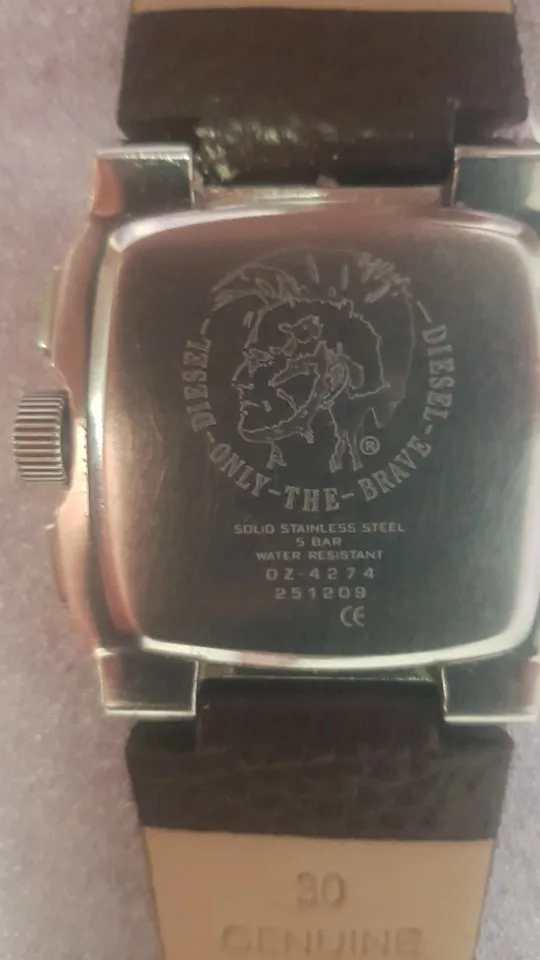 DIESEL-ONLY-THE-BRAVE-DIESEL
®
SOLID STAINLESS STEEL
5 BAR
WATER RESISTANT
DZ-4274
251209
CE
30
GENUINE